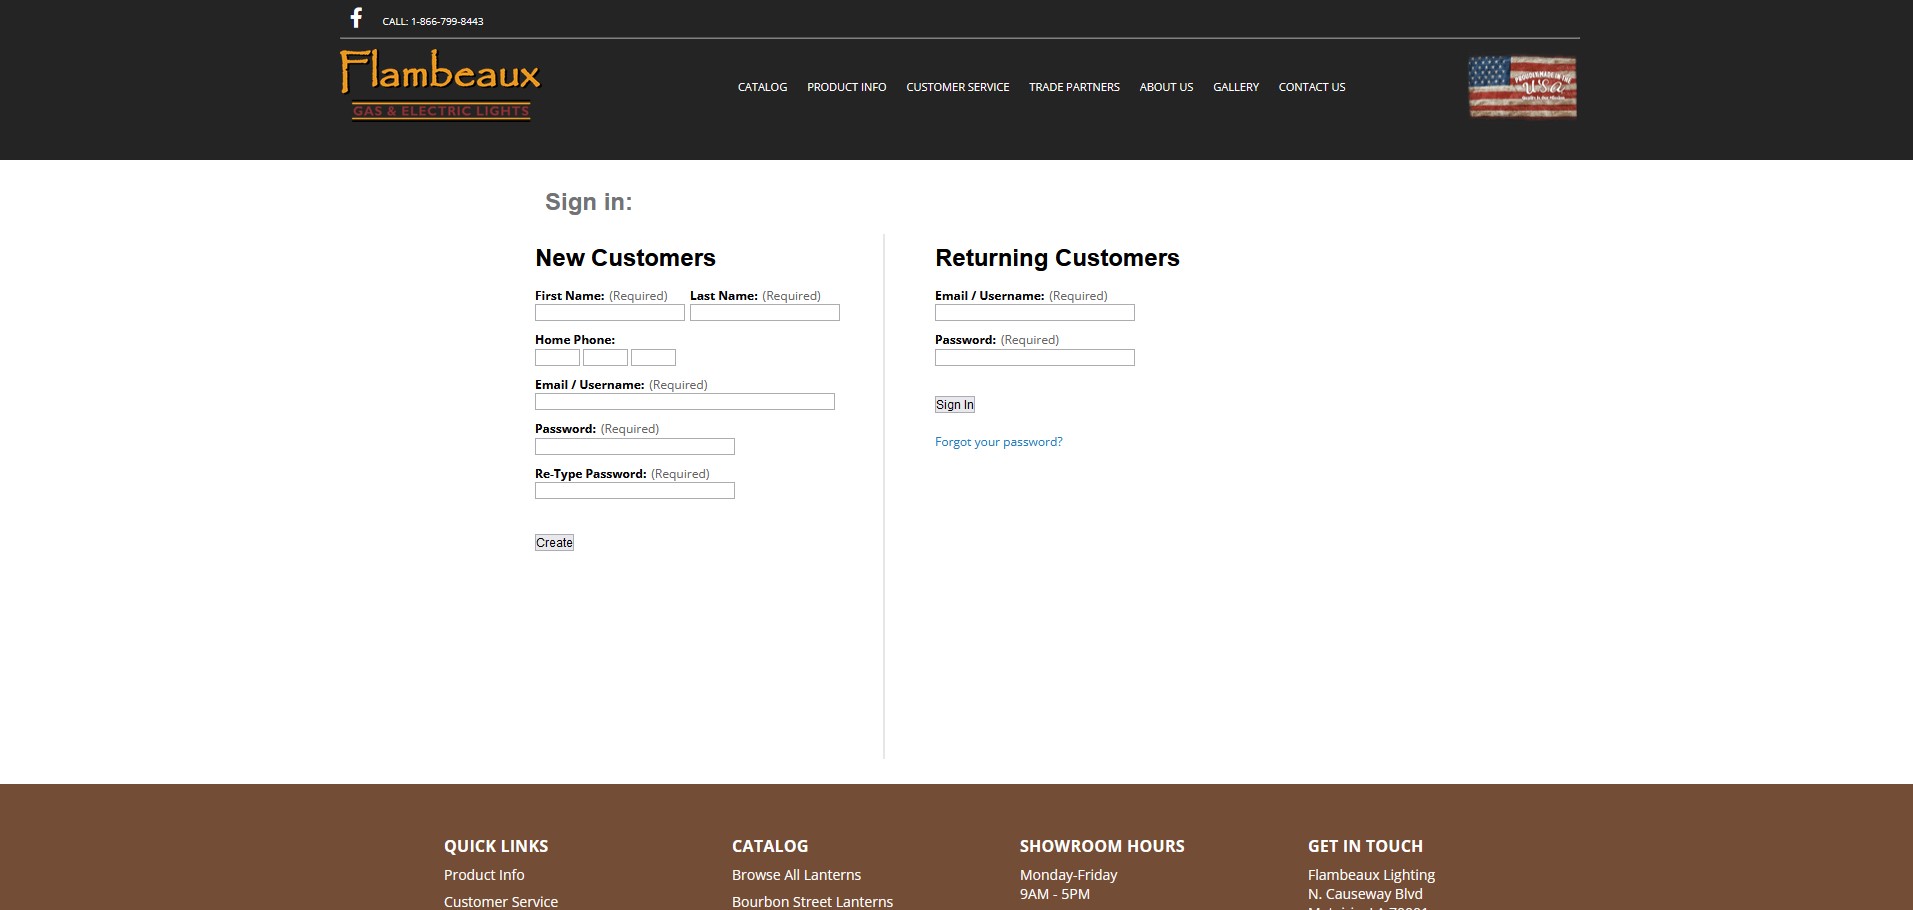 CALL: 1-866-799-8443
Flambeaux
GAS & ELECTRIC LIGHTS
CATALOG PRODUCT INFO CUSTOMER SERVICE TRADE PARTNERS ABOUT US GALLERY CONTACT US
PROUDLY MADE IN THE
USA
Sign in:
New Customers
First Name: (Required) Last Name: (Required)
Home Phone:
Email / Username: (Required)
Password: (Required)
Re-Type Password: (Required)
Create
Returning Customers
Email / Username: (Required)
Password: (Required)
Sign In
Forgot your password?
QUICK LINKS
Product Info
Customer Service
CATALOG
Browse All Lanterns
Bourbon Street Lanterns
SHOWROOM HOURS
Monday-Friday
9AM - 5PM
GET IN TOUCH
Flambeaux Lighting
N. Causeway Blvd